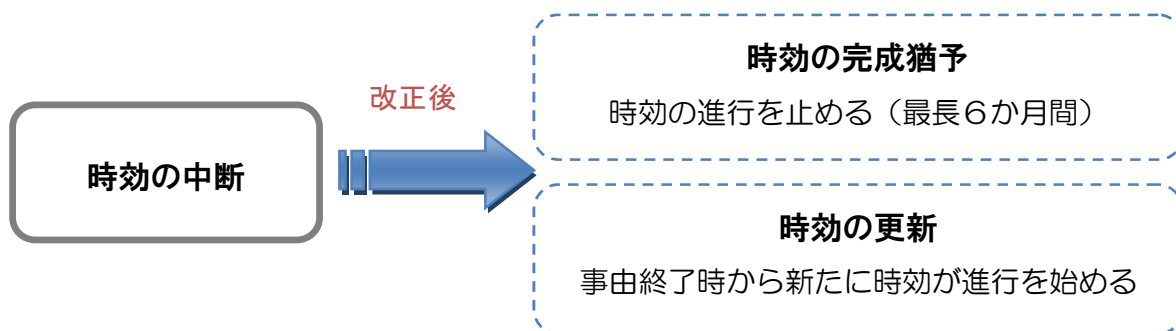 時効の中断
改正後
時効の完成猶予
時効の進行を止める（最長６か月間）
時効の更新
事由終了時から新たに時効が進行を始める